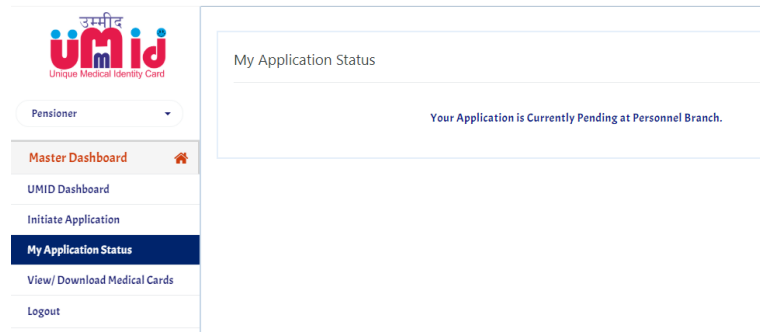 उम्मीद
UMmid
Unique Medical Identity Card
Pensioner
Master Dashboard
UMID Dashboard
Initiate Application
My Application Status
View/ Download Medical Cards
Logout
My Application Status
Your Application is Currently Pending at Personnel Branch.